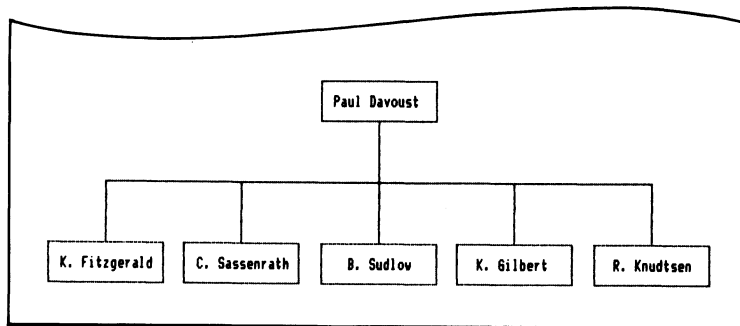 Paul Davoust
K. Fitzgerald
C. Sassenrath
B. Sudlow
K. Gilbert
R. Knudtsen